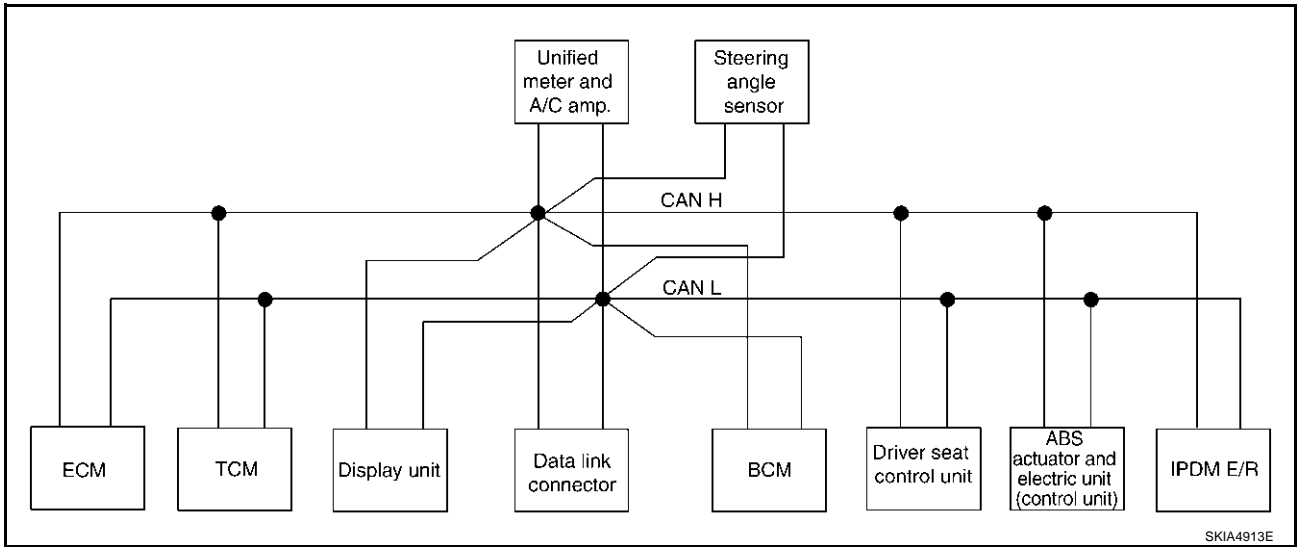 Unified
meter and
A/C amp.
Steering
angle
sensor
CAN H
CAN L
ECM
TCM
Display unit
Data link
connector
BCM
Driver seat
control unit
ABS
actuator and
electric unit
(control unit)
IPDM E/R
SKIA4913E